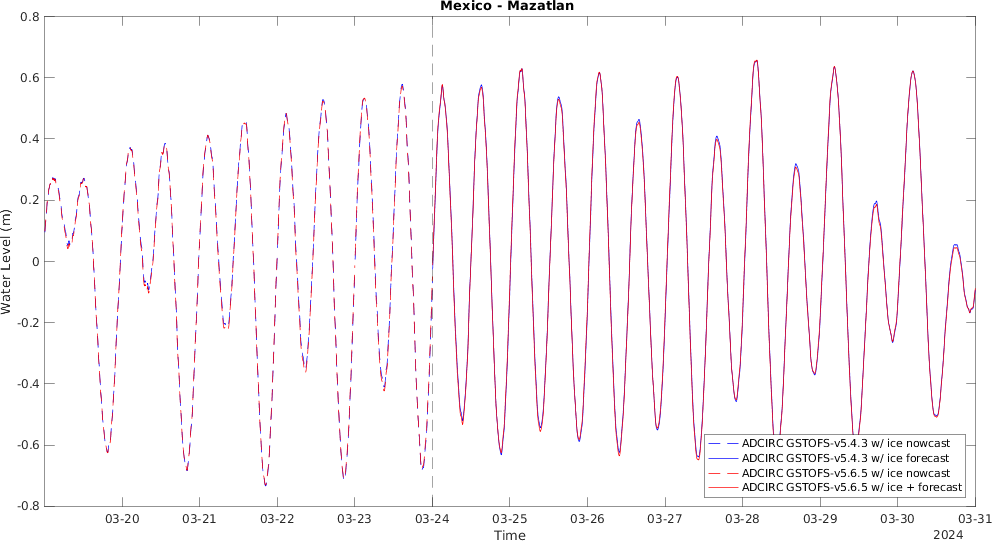 Mexico - Mazatlan
0.8
0.6
0.4
0.2
0
-0.2
-0.4
-0.6
-0.8
Water Level (m)
ADCIRC GSTOFS-v5.4.3 w/ ice nowcast
ADCIRC GSTOFS-v5.4.3 w/ ice forecast
ADCIRC GSTOFS-v5.6.5 w/ ice nowcast
ADCIRC GSTOFS-v5.6.5 w/ ice + forecast
03-20 03-21 03-22 03-23 03-24 03-25 03-26 03-27 03-28 03-29 03-30 03-31
Time
2024